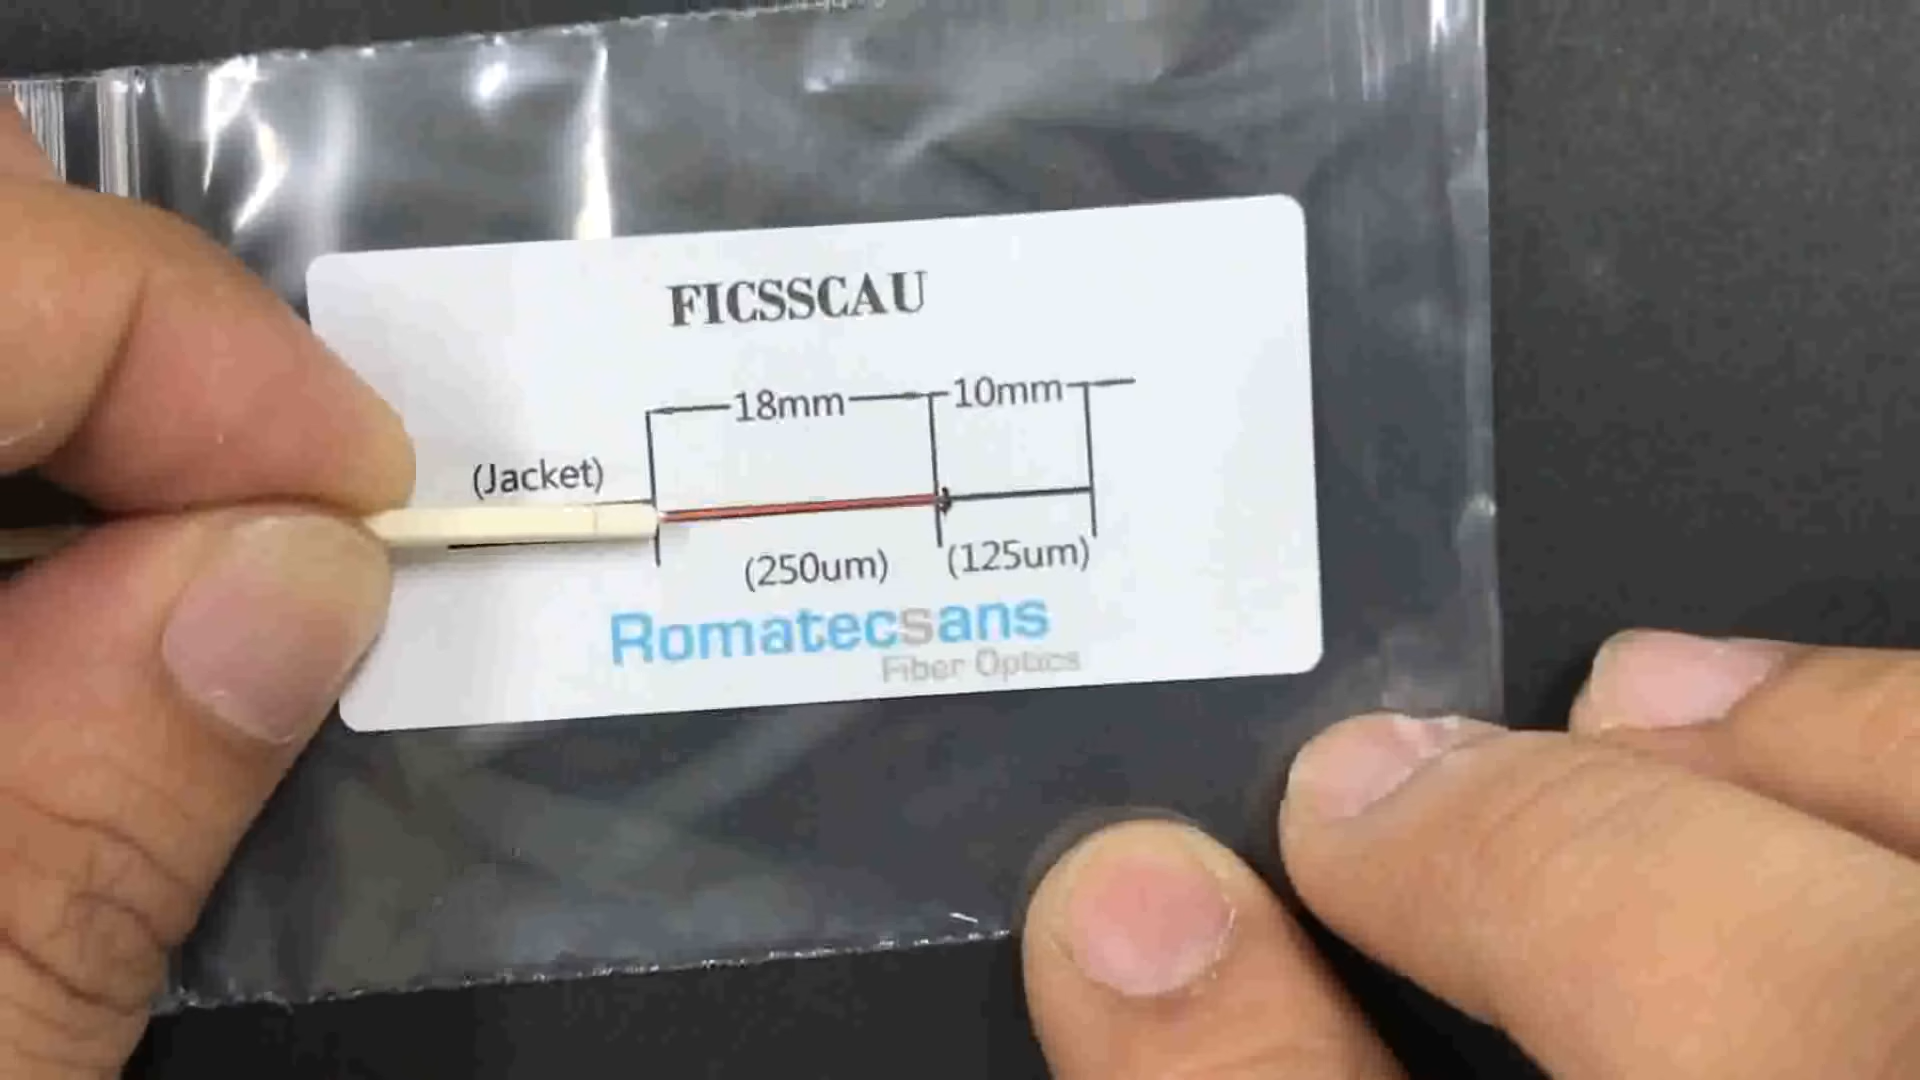 FICSSCAU
18mm 10mm
(Jacket)
(250um) (125um)
Romatecsans
Fiber Optics